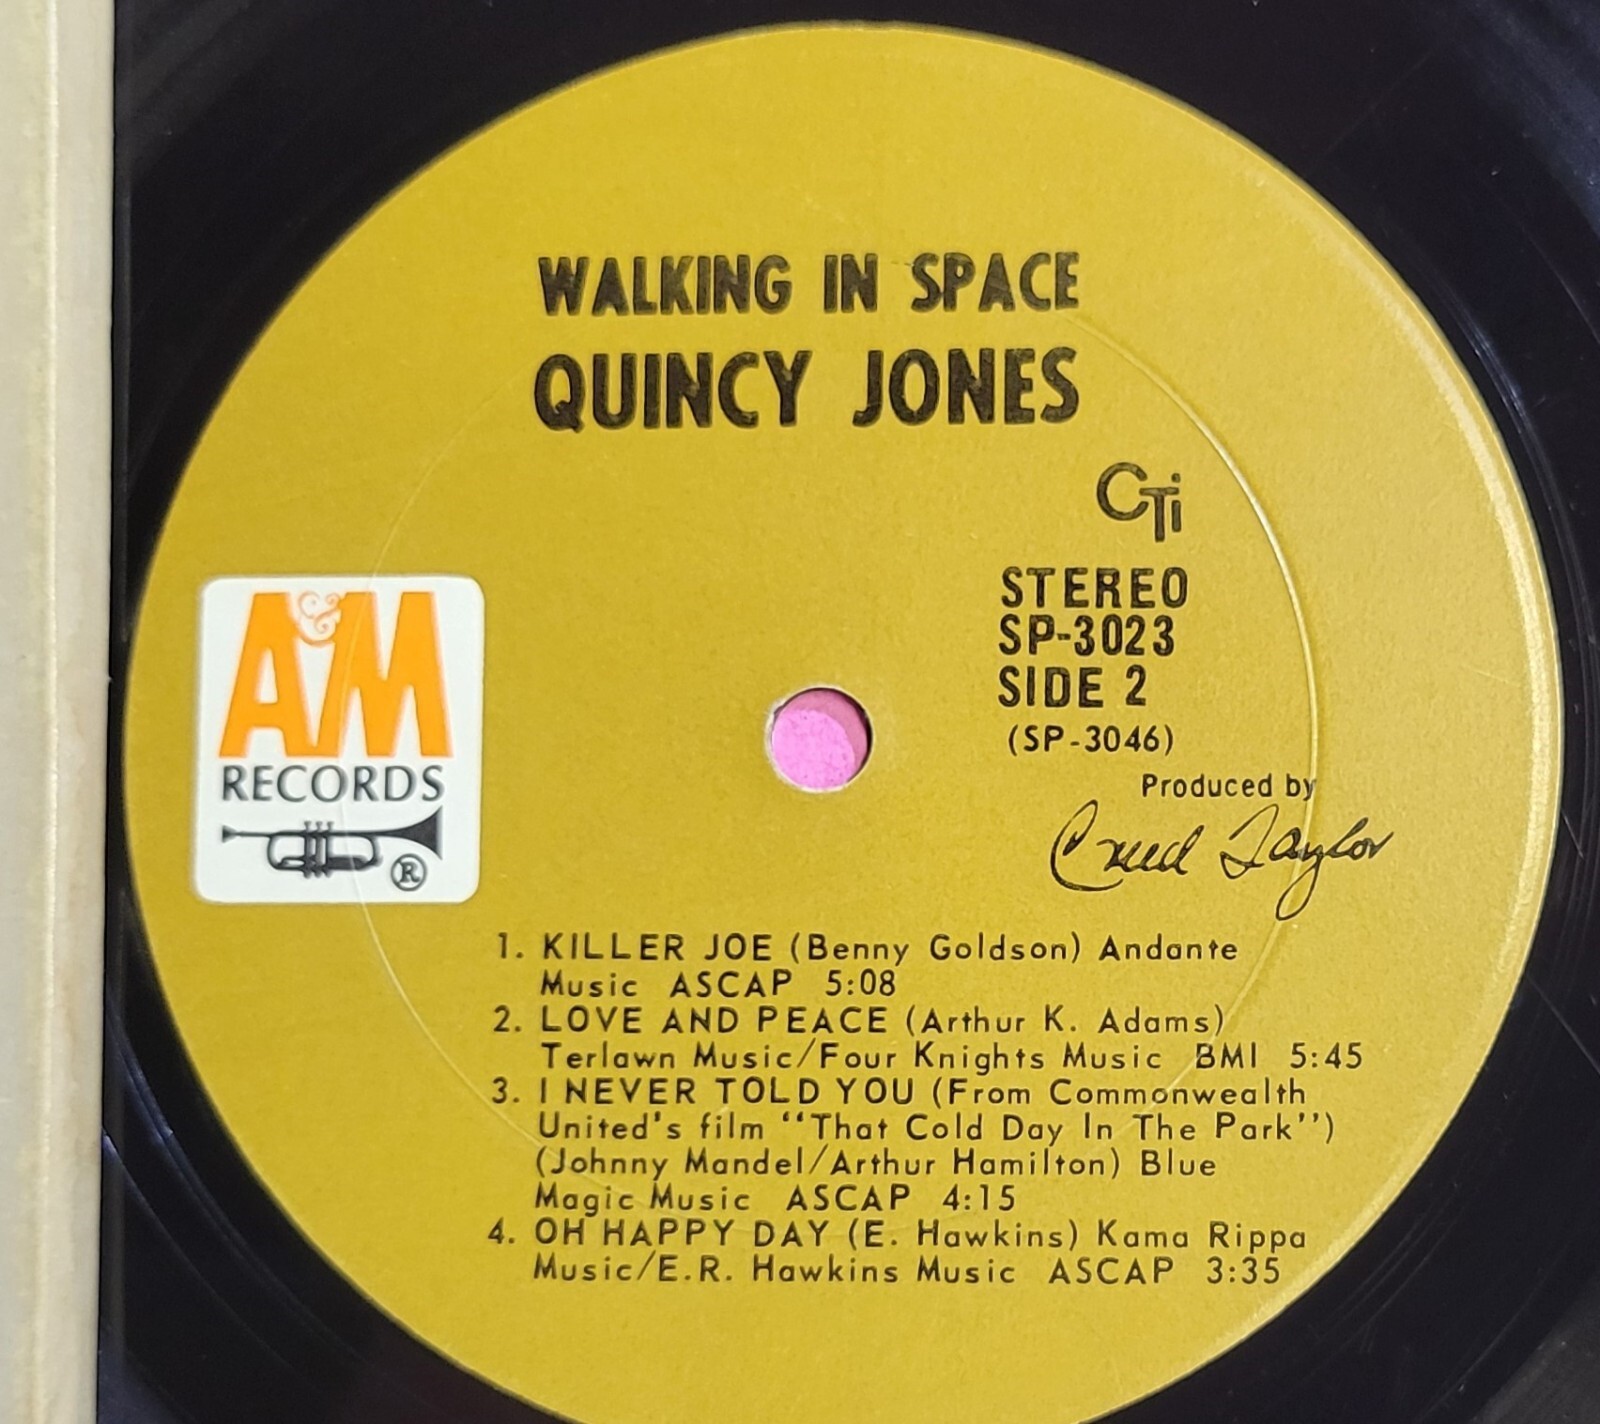 WALKING IN SPACE
QUINCY JONES
CTi
STEREO
SP-3023
SIDE 2
(SP-3046)
A&M
RECORDS
®
Produced by
Creed Taylor
1. KILLER JOE (Benny Goldson) Andante
Music ASCAP 5:08
2. LOVE AND PEACE (Arthur K. Adams)
Terlawn Music/Four Knights Music BMI 5:45
3. I NEVER TOLD YOU (From Commonwealth
United's film "That Cold Day In The Park")
(Johnny Mandel/Arthur Hamilton) Blue
Magic Music ASCAP 4:15
4. OH HAPPY DAY (E. Hawkins) Kama Rippa
Music/E.R. Hawkins Music ASCAP 3:35